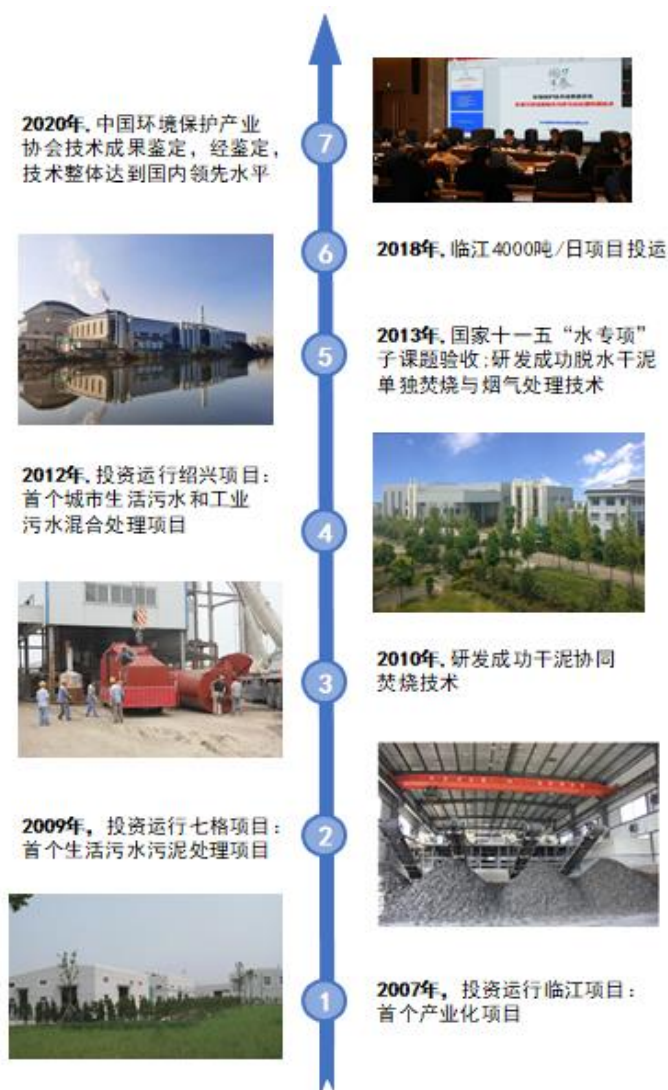 2020年，中国环境保护产业
协会技术成果鉴定，经鉴定，
技术整体达到国内领先水平
7
6
2018年，临江4000吨/日项目投运
5
2013年，国家十一五“水专项”
子课题验收;研发成功脱水干泥
单独焚烧与烟气处理技术
2012年，投资运行绍兴项目：
首个城市生活污水和工业
污水混合处理项目
4
3
2010年，研发成功干泥协同
焚烧技术
2009年，投资运行七格项目：
首个生活污水污泥处理项目
2
1
2007年，投资运行临江项目：
首个产业化项目